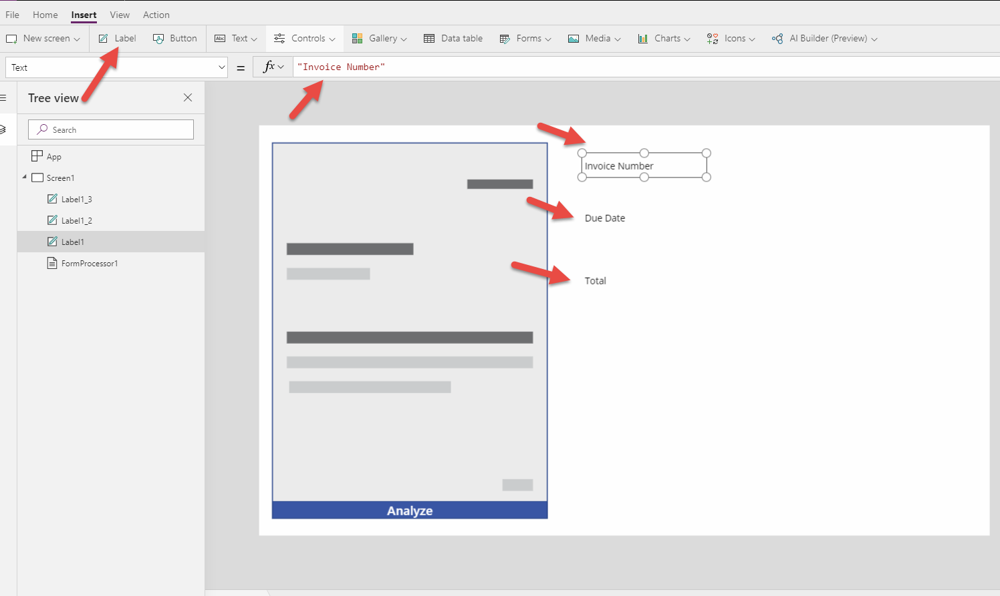 File Home Insert View Action
New screen Label Button Abc Text Controls Gallery Data table Forms Media Charts Icons AI Builder (Preview)
Text = fx "Invoice Number"
Tree view
Search
App
Screen1
Label1_3
Label1_2
Label1
FormProcessor1
Invoice Number
Due Date
Total
Analyze